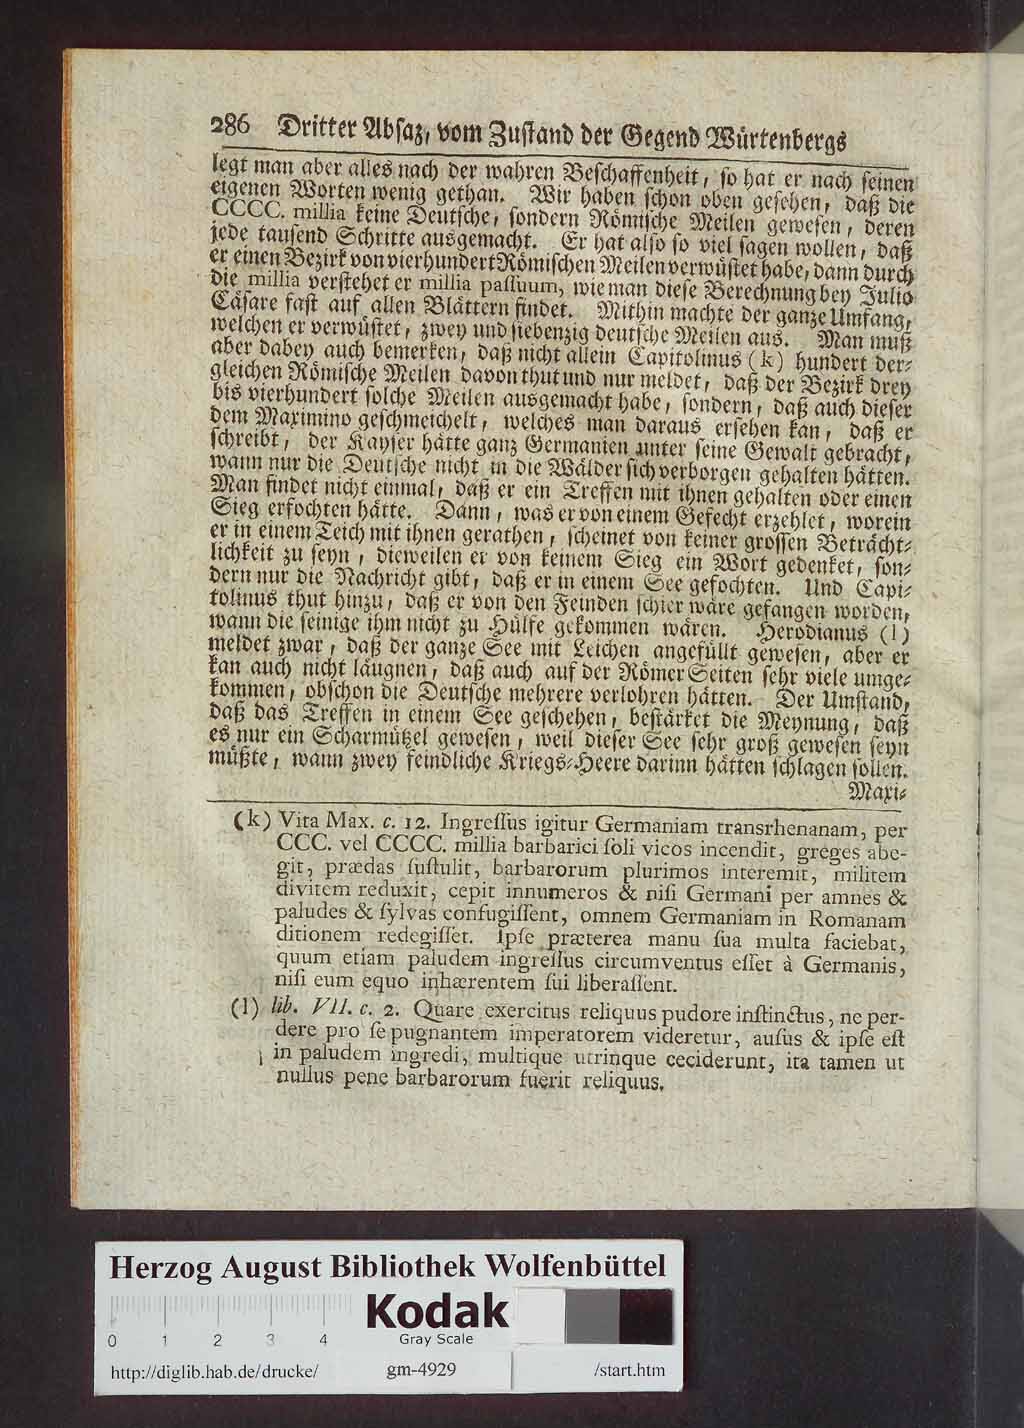 286 Dritter Absaz, vom Zustand der Gegend Würtenbergs
legt man aber alles nach der wahren Beschaffenheit, so hat er nach seinen
eigenen Worten wenig gethan. Wir haben schon oben gesehen, daß die
CCCC. millia keine Deutsche, sondern Römische Meilen gewesen, deren
jede tausend Schritte ausgemacht. Er hat also so viel sagen wollen, daß
er einen Bezirk von vierhundert Römischen Meilen verwüstet habe, dann durch
die millia verstehet er millia passuum, wie man diese Berechnung bey Julio
Cäsare fast auf allen Blättern findet. Mithin machte der ganze Umfang,
welchen er verwüstet, zwey und siebenzig deutsche Meilen aus. Man muß
aber dabey auch bemerken, daß nicht allein Capitolinus (k) hundert der-
gleichen Römische Meilen davon thut und nur meldet, daß der Bezirk drey
bis vierhundert solche Meilen ausgemacht habe, sondern, daß auch dieser
dem Maximino geschmeichelt, welches man daraus ersehen kan, daß er
schreibt, der Kayser hätte ganz Germanien unter seine Gewalt gebracht,
wann nur die Deutsche nicht in die Wälder sich verborgen gehalten hätten.
Man findet nicht einmal, daß er ein Treffen mit ihnen gehalten oder einen
Sieg erfochten hätte. Dann, was er von einem Gefecht erzehlet, worein
er in einem Teich mit ihnen gerathen, scheinet von keiner grossen Beträcht-
lichkeit zu seyn, dieweilen er von keinem Sieg ein Wort gedenket, son-
dern nur die Nachricht gibt, daß er in einem See gefochten. Und Capi-
tolinus thut hinzu, daß er von den Feinden schier wäre gefangen worden,
wann die seinige ihm nicht zu Hülfe gekommen wären. Herodianus (l)
meldet zwar, daß der ganze See mit Leichen angefüllt gewesen, aber er
kan auch nicht läugnen, daß auch auf der Römer Seiten sehr viele umge-
kommen, obschon die Deutsche mehrere verlohren hätten. Der Umstand,
daß das Treffen in einem See geschehen, bestärket die Meynung, daß
es nur ein Scharmützel gewesen, weil dieser See sehr groß gewesen seyn
müßte, wann zwey feindliche Kriegs-Heere darinn hätten schlagen sollen.
Maxi-
(k) Vita Max. c. 12. Ingressus igitur Germaniam transrhenanam, per
CCC. vel CCCC. millia barbarici soli vicos incendit, greges abe-
git, prædas sustulit, barbarorum plurimos interemit, militem
divitem reduxit, cepit innumeros & nisi Germani per amnes &
paludes & sylvas confugissent, omnem Germaniam in Romanam
ditionem redegisset. Ipse præterea manu sua multa faciebat,
quum etiam paludem ingressus circumventus esset à Germanis,
nisi eum equo inhærentem sui liberassent.
(l) lib. VII. c. 2. Quare exercitus reliquus pudore instinctus, ne per-
dere pro se pugnantem imperatorem videretur, ausus & ipse est
in paludem ingredi, multique utrinque ceciderunt, ita tamen ut
nullus pene barbarorum fuerit reliquus.
Herzog August Bibliothek Wolfenbüttel
Kodak
Gray Scale
0 1 2 3 4
http://diglib.hab.de/drucke/ gm-4929 /start.htm